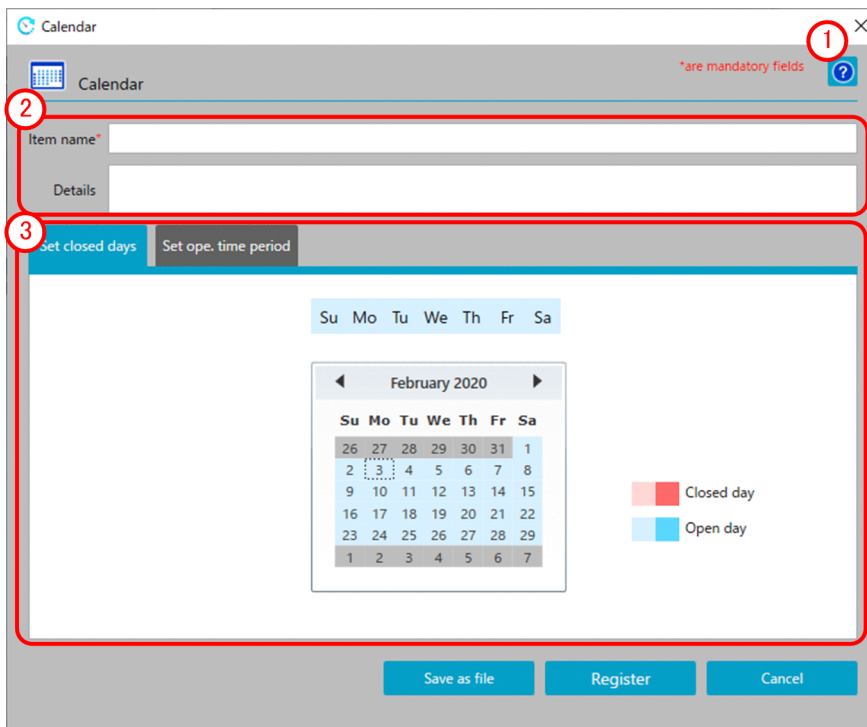 Calendar
1
*are mandatory fields
?
Calendar
2
Item name*
Details
3
Set closed days Set ope. time period
Su Mo Tu We Th Fr Sa
February 2020
Su Mo Tu We Th Fr Sa
26 27 28 29 30 31 1
2 3 4 5 6 7 8
9 10 11 12 13 14 15
16 17 18 19 20 21 22
23 24 25 26 27 28 29
1 2 3 4 5 6 7
Closed day
Open day
Save as file Register Cancel